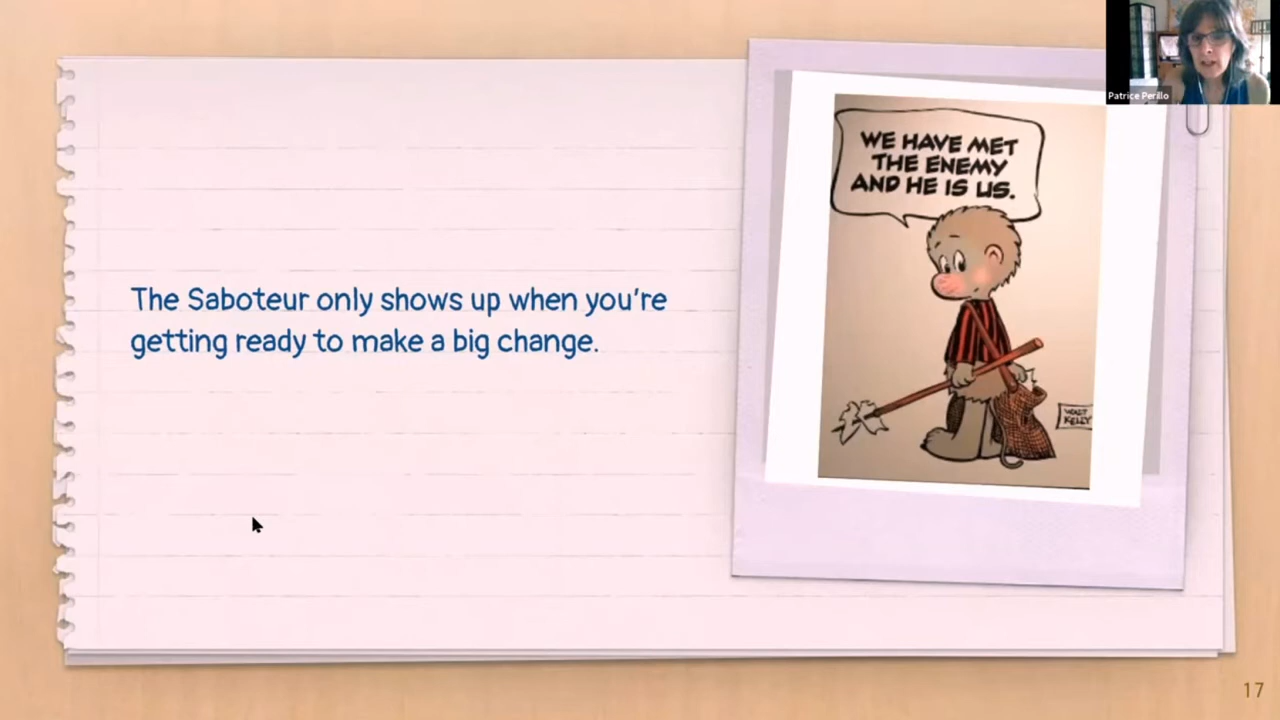 Patrice Perillo
WE HAVE MET
THE ENEMY
AND HE IS US.
The Saboteur only shows up when you're
getting ready to make a big change.
WALT
KELLY
17